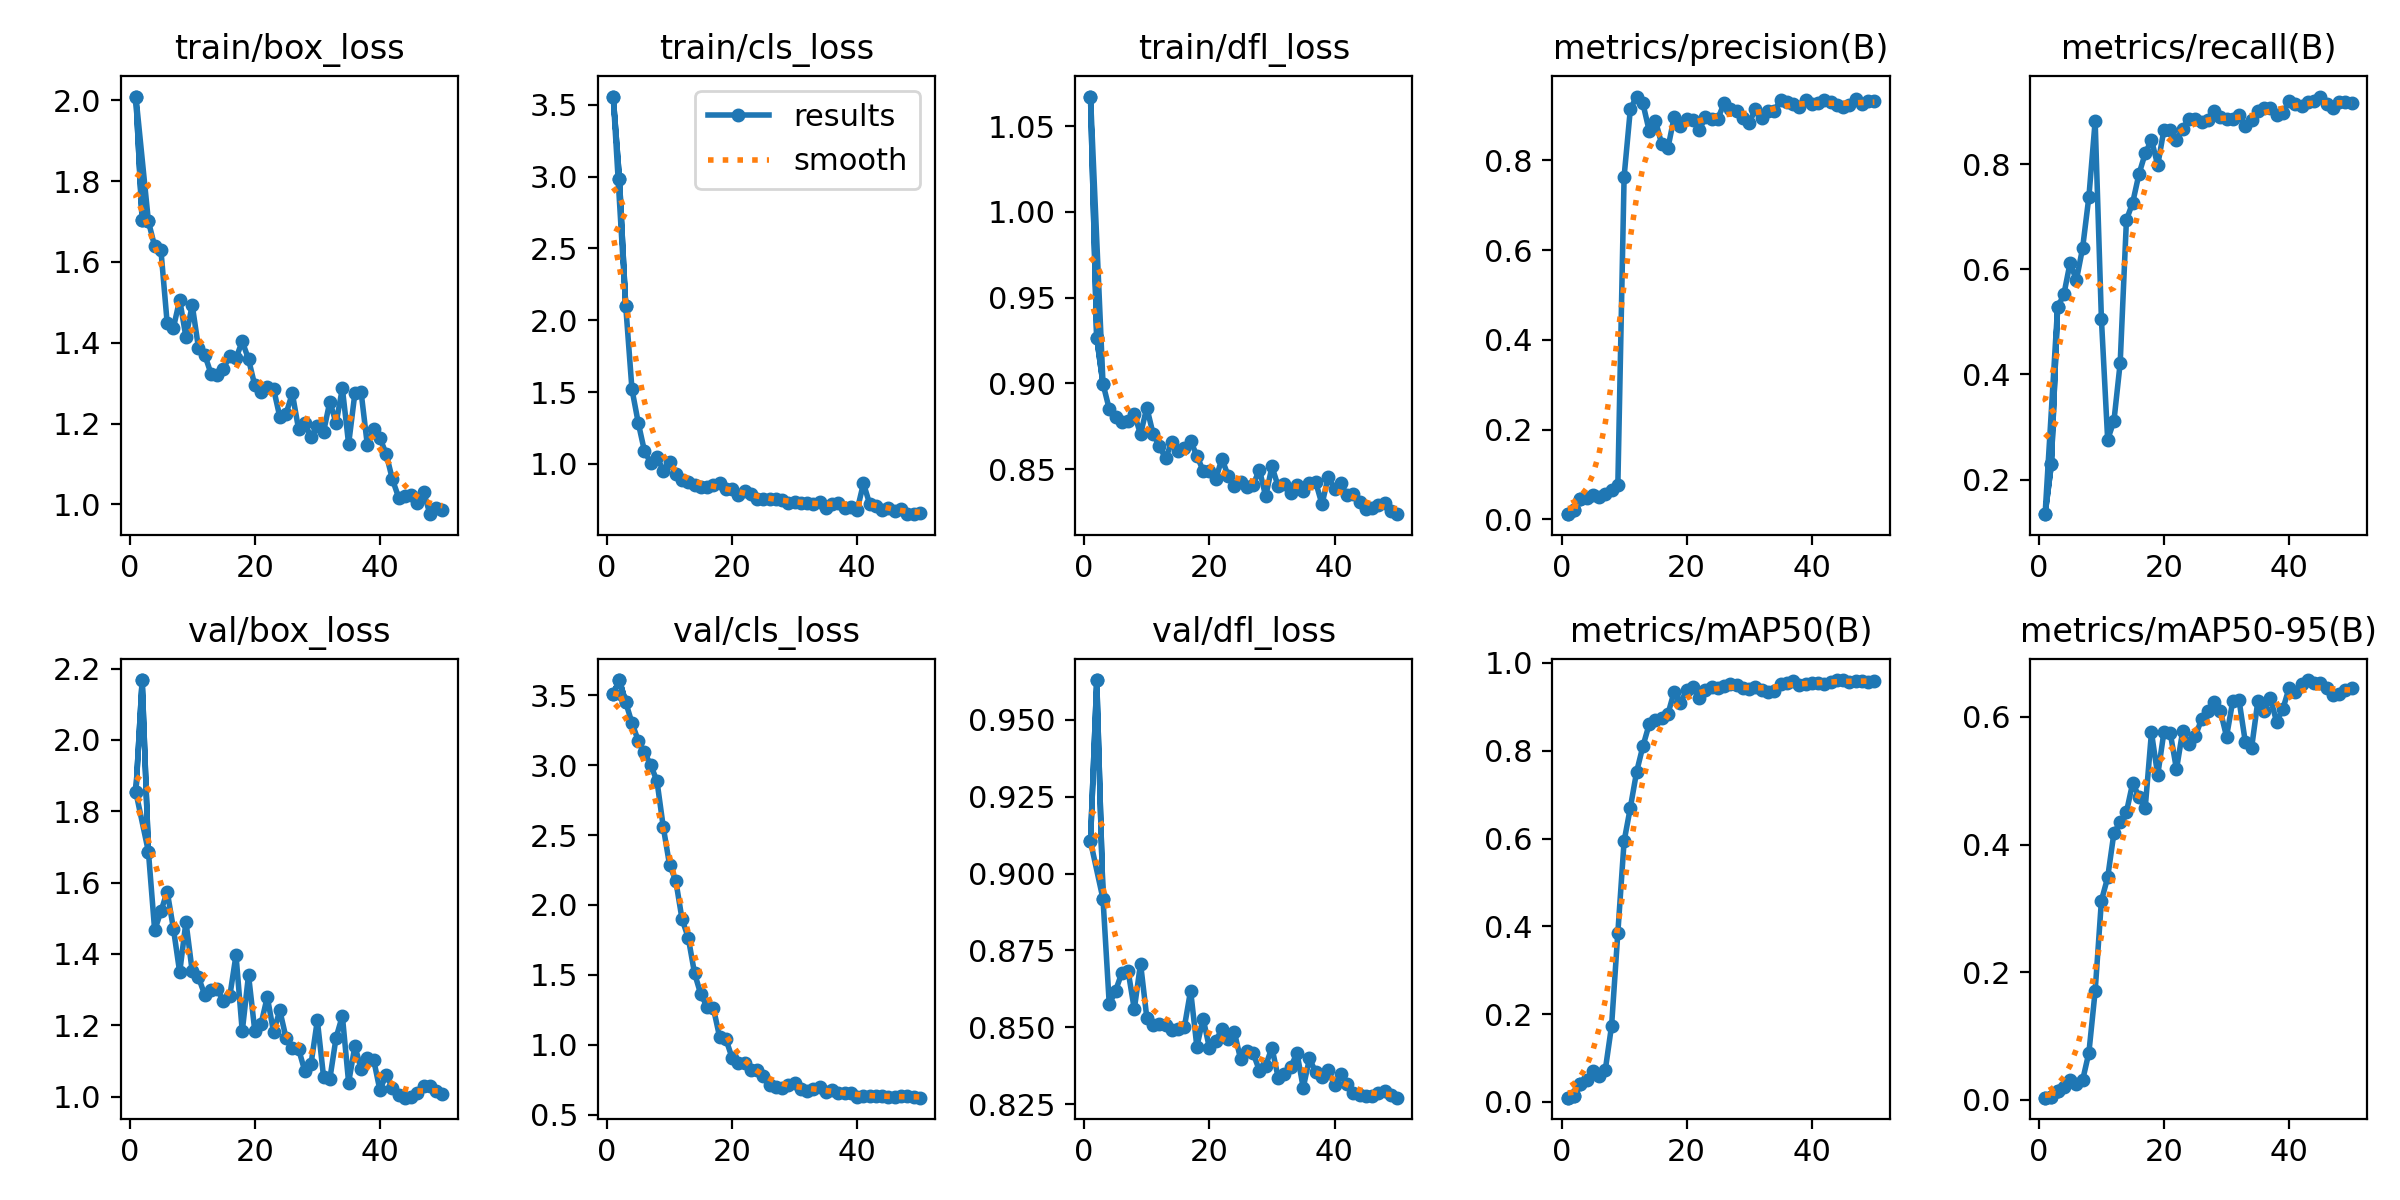 train/box_loss
2.0
1.8
1.6
1.4
1.2
1.0
0 20 40
train/cls_loss
results
smooth
3.5
3.0
2.5
2.0
1.5
1.0
0 20 40
train/dfl_loss
1.05
1.00
0.95
0.90
0.85
0 20 40
metrics/precision(B)
0.8
0.6
0.4
0.2
0.0
0 20 40
metrics/recall(B)
0.8
0.6
0.4
0.2
0 20 40
val/box_loss
2.2
2.0
1.8
1.6
1.4
1.2
1.0
0 20 40
val/cls_loss
3.5
3.0
2.5
2.0
1.5
1.0
0.5
0 20 40
val/dfl_loss
0.950
0.925
0.900
0.875
0.850
0.825
0 20 40
metrics/mAP50(B)
1.0
0.8
0.6
0.4
0.2
0.0
0 20 40
metrics/mAP50-95(B)
0.6
0.4
0.2
0.0
0 20 40